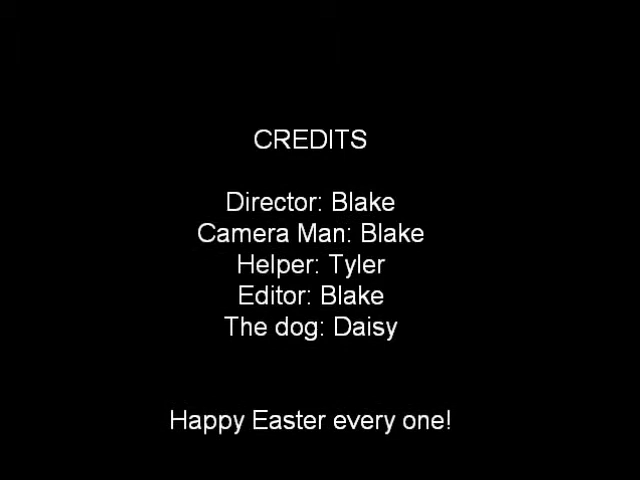 CREDITS
Director: Blake
Camera Man: Blake
Helper: Tyler
Editor: Blake
The dog: Daisy
Happy Easter every one!